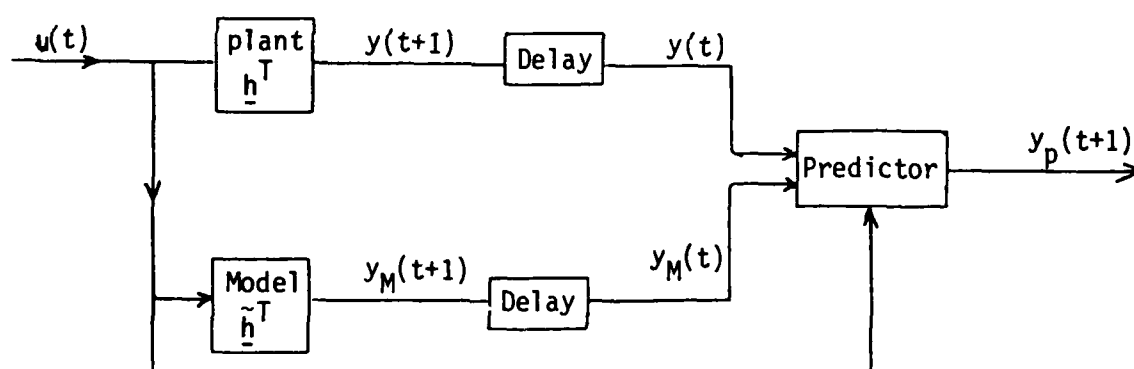 u(t)
plant
h^T
y(t+1)
Delay
y(t)
Predictor
y_p(t+1)
Model
h̃^T
y_M(t+1)
Delay
y_M(t)